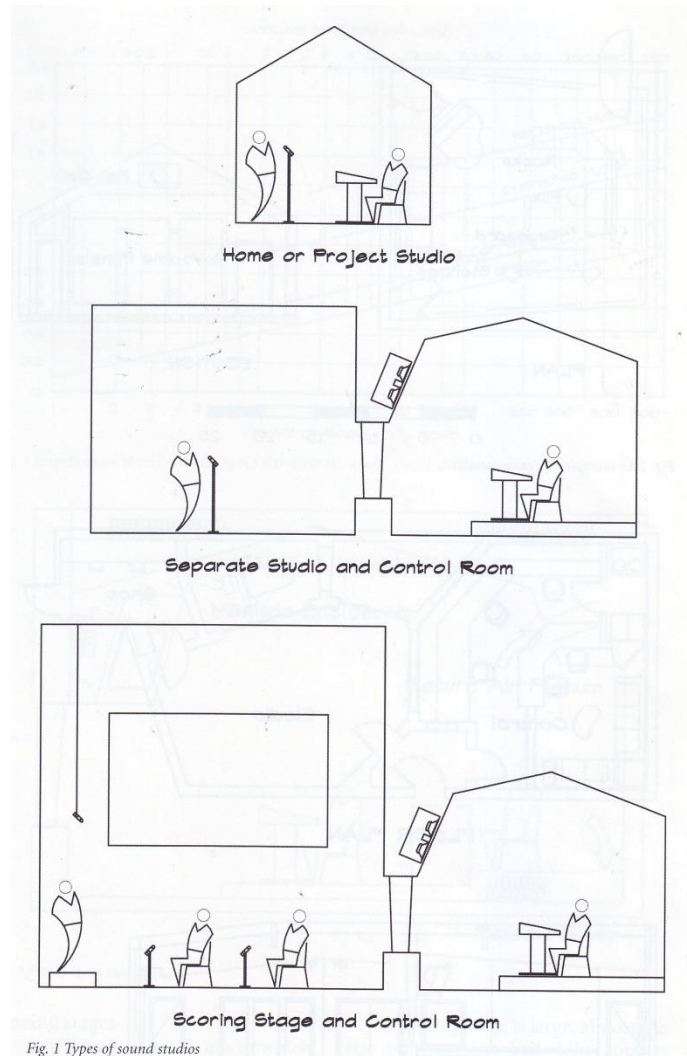 Home or Project Studio
Separate Studio and Control Room
Scoring Stage and Control Room
Fig. 1 Types of sound studios